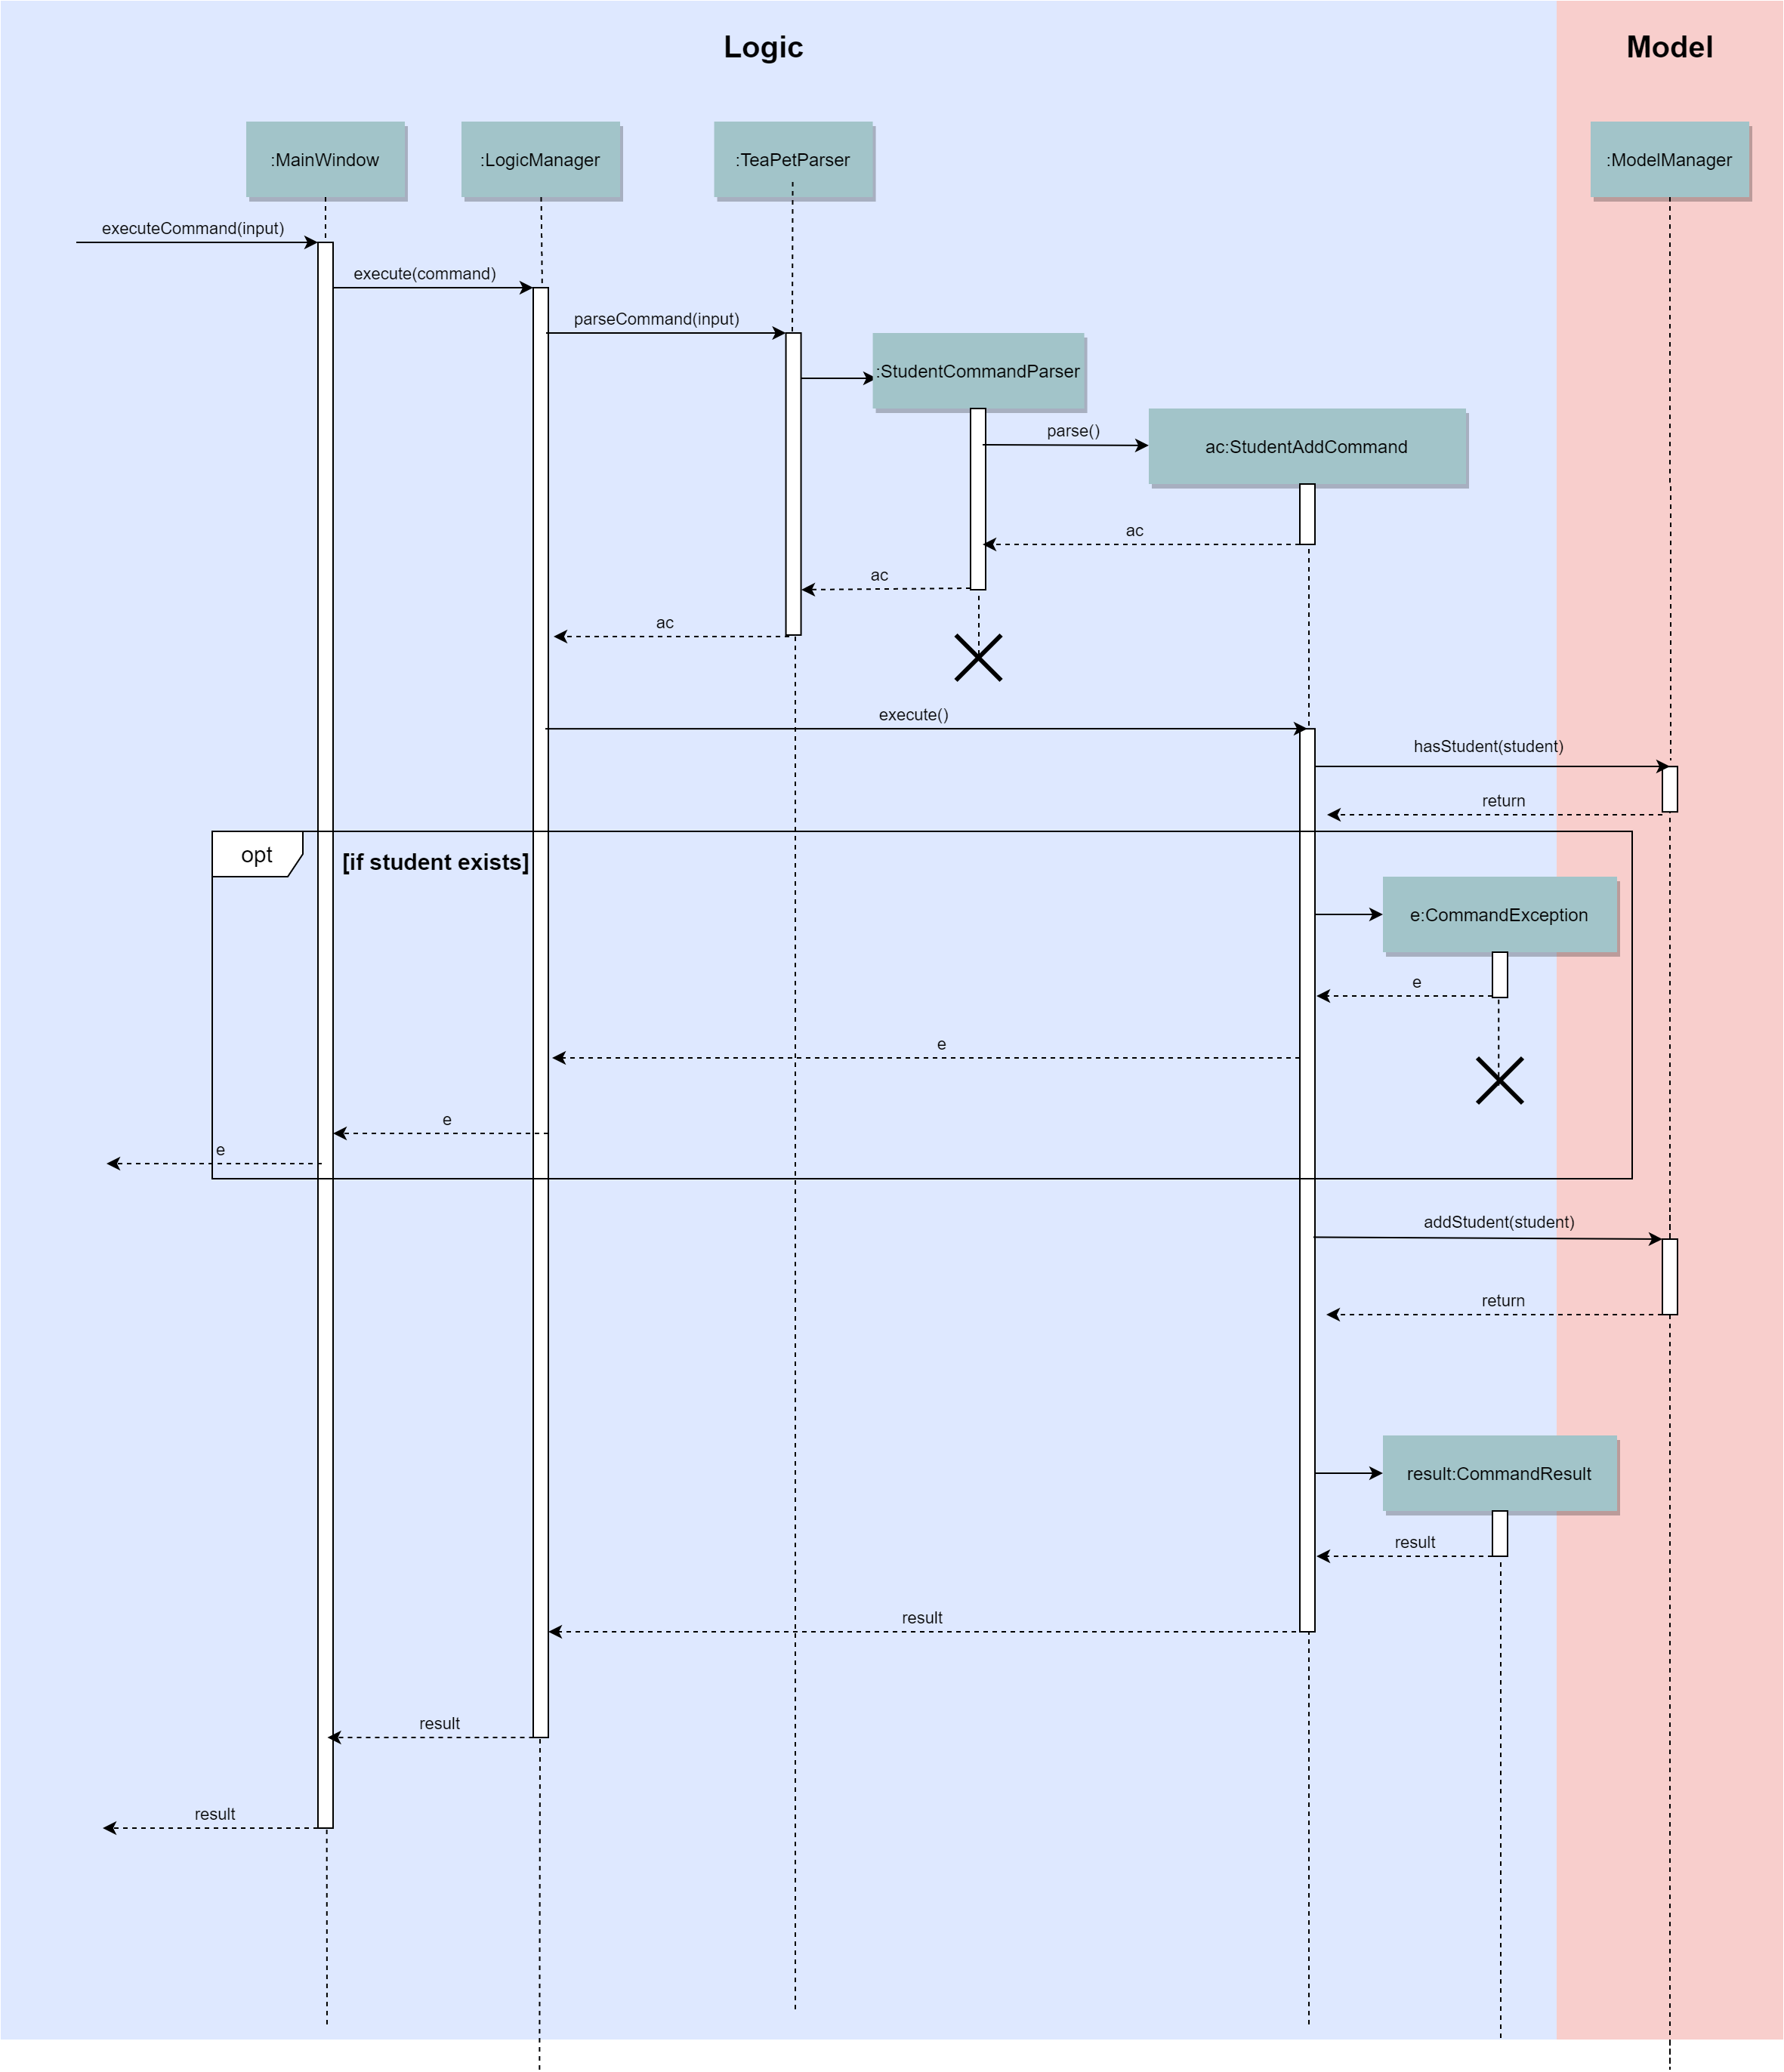 Logic
Model
:MainWindow
:LogicManager
:TeaPetParser
:ModelManager
executeCommand(input)
execute(command)
parseCommand(input)
:StudentCommandParser
parse()
ac:StudentAddCommand
ac
ac
ac
execute()
hasStudent(student)
return
opt
[if student exists]
e:CommandException
e
e
e
e
addStudent(student)
return
result:CommandResult
result
result
result
result